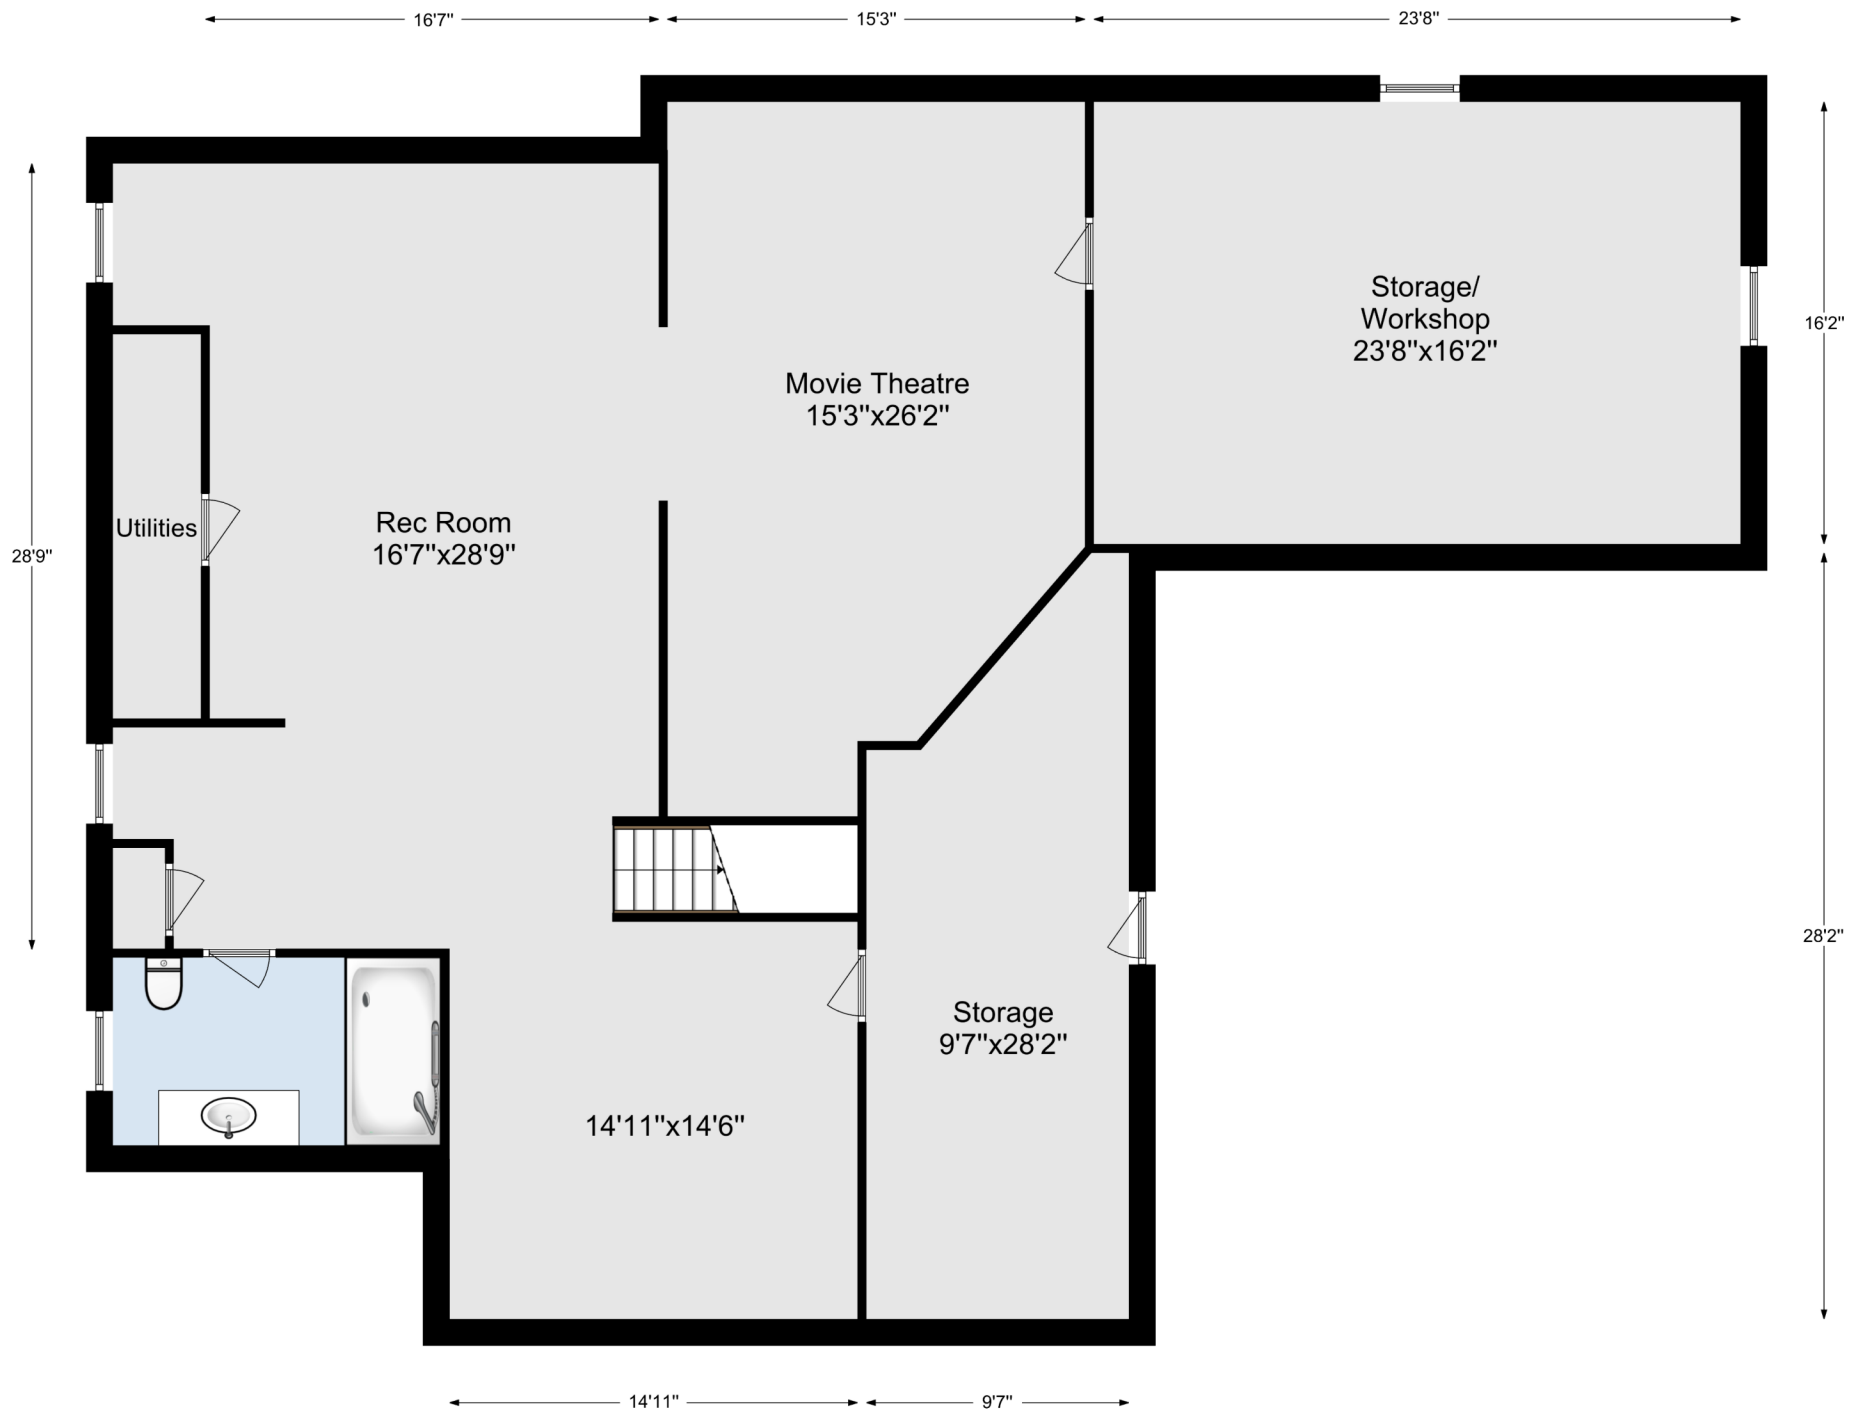 16'7"
15'3"
23'8"
Storage/
Workshop
23'8"x16'2"
16'2"
Movie Theatre
15'3"x26'2"
Rec Room
16'7"x28'9"
Utilities
28'9"
28'2"
Storage
9'7"x28'2"
14'11"x14'6"
14'11"
9'7"